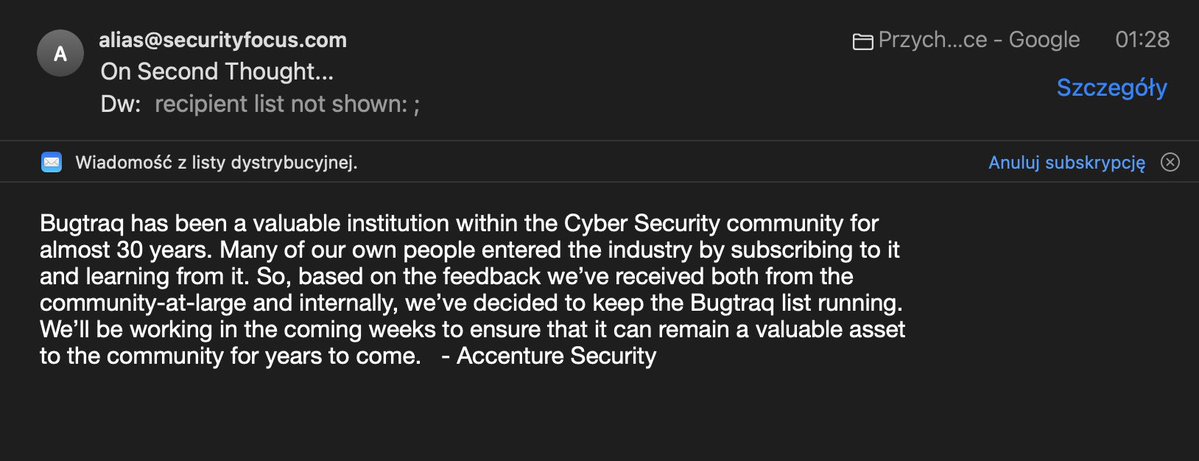 A
alias@securityfocus.com
Przych...ce - Google 01:28
On Second Thought...
Szczegóły
Dw: recipient list not shown: ;
Wiadomość z listy dystrybucyjnej.
Anuluj subskrypcję
Bugtraq has been a valuable institution within the Cyber Security community for
almost 30 years. Many of our own people entered the industry by subscribing to it
and learning from it. So, based on the feedback we’ve received both from the
community-at-large and internally, we’ve decided to keep the Bugtraq list running.
We’ll be working in the coming weeks to ensure that it can remain a valuable asset
to the community for years to come.   - Accenture Security